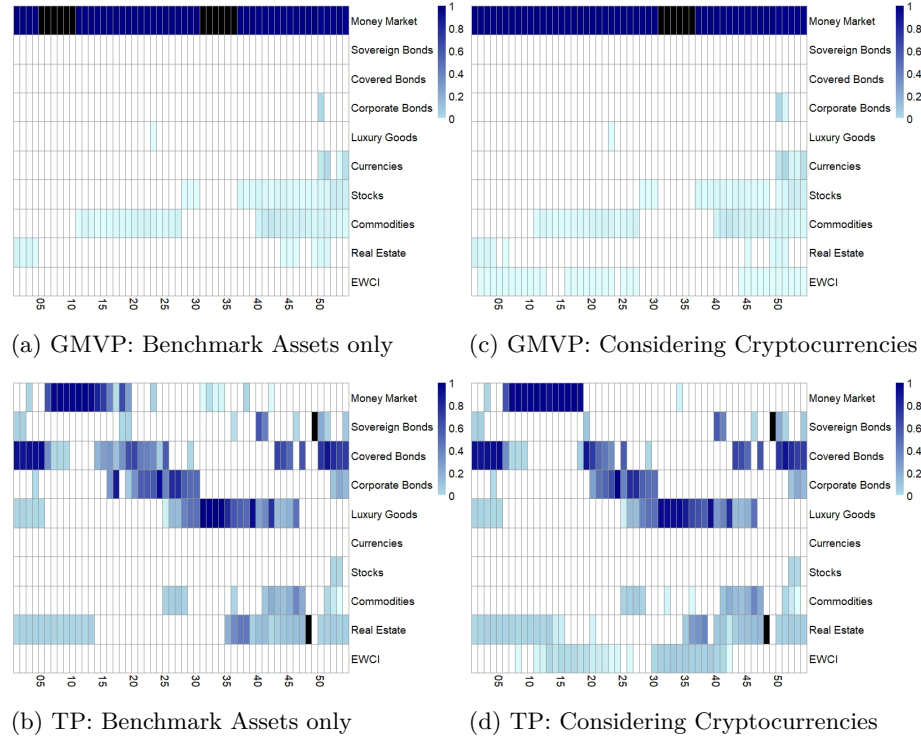 1
0.8
0.6
0.4
0.2
0
Money Market
Sovereign Bonds
Covered Bonds
Corporate Bonds
Luxury Goods
Currencies
Stocks
Commodities
Real Estate
EWCI
05 10 15 20 25 30 35 40 45 50
(a) GMVP: Benchmark Assets only
1
0.8
0.6
0.4
0.2
0
Money Market
Sovereign Bonds
Covered Bonds
Corporate Bonds
Luxury Goods
Currencies
Stocks
Commodities
Real Estate
EWCI
05 10 15 20 25 30 35 40 45 50
(c) GMVP: Considering Cryptocurrencies
1
0.8
0.6
0.4
0.2
0
Money Market
Sovereign Bonds
Covered Bonds
Corporate Bonds
Luxury Goods
Currencies
Stocks
Commodities
Real Estate
EWCI
05 10 15 20 25 30 35 40 45 50
(b) TP: Benchmark Assets only
1
0.8
0.6
0.4
0.2
0
Money Market
Sovereign Bonds
Covered Bonds
Corporate Bonds
Luxury Goods
Currencies
Stocks
Commodities
Real Estate
EWCI
05 10 15 20 25 30 35 40 45 50
(d) TP: Considering Cryptocurrencies